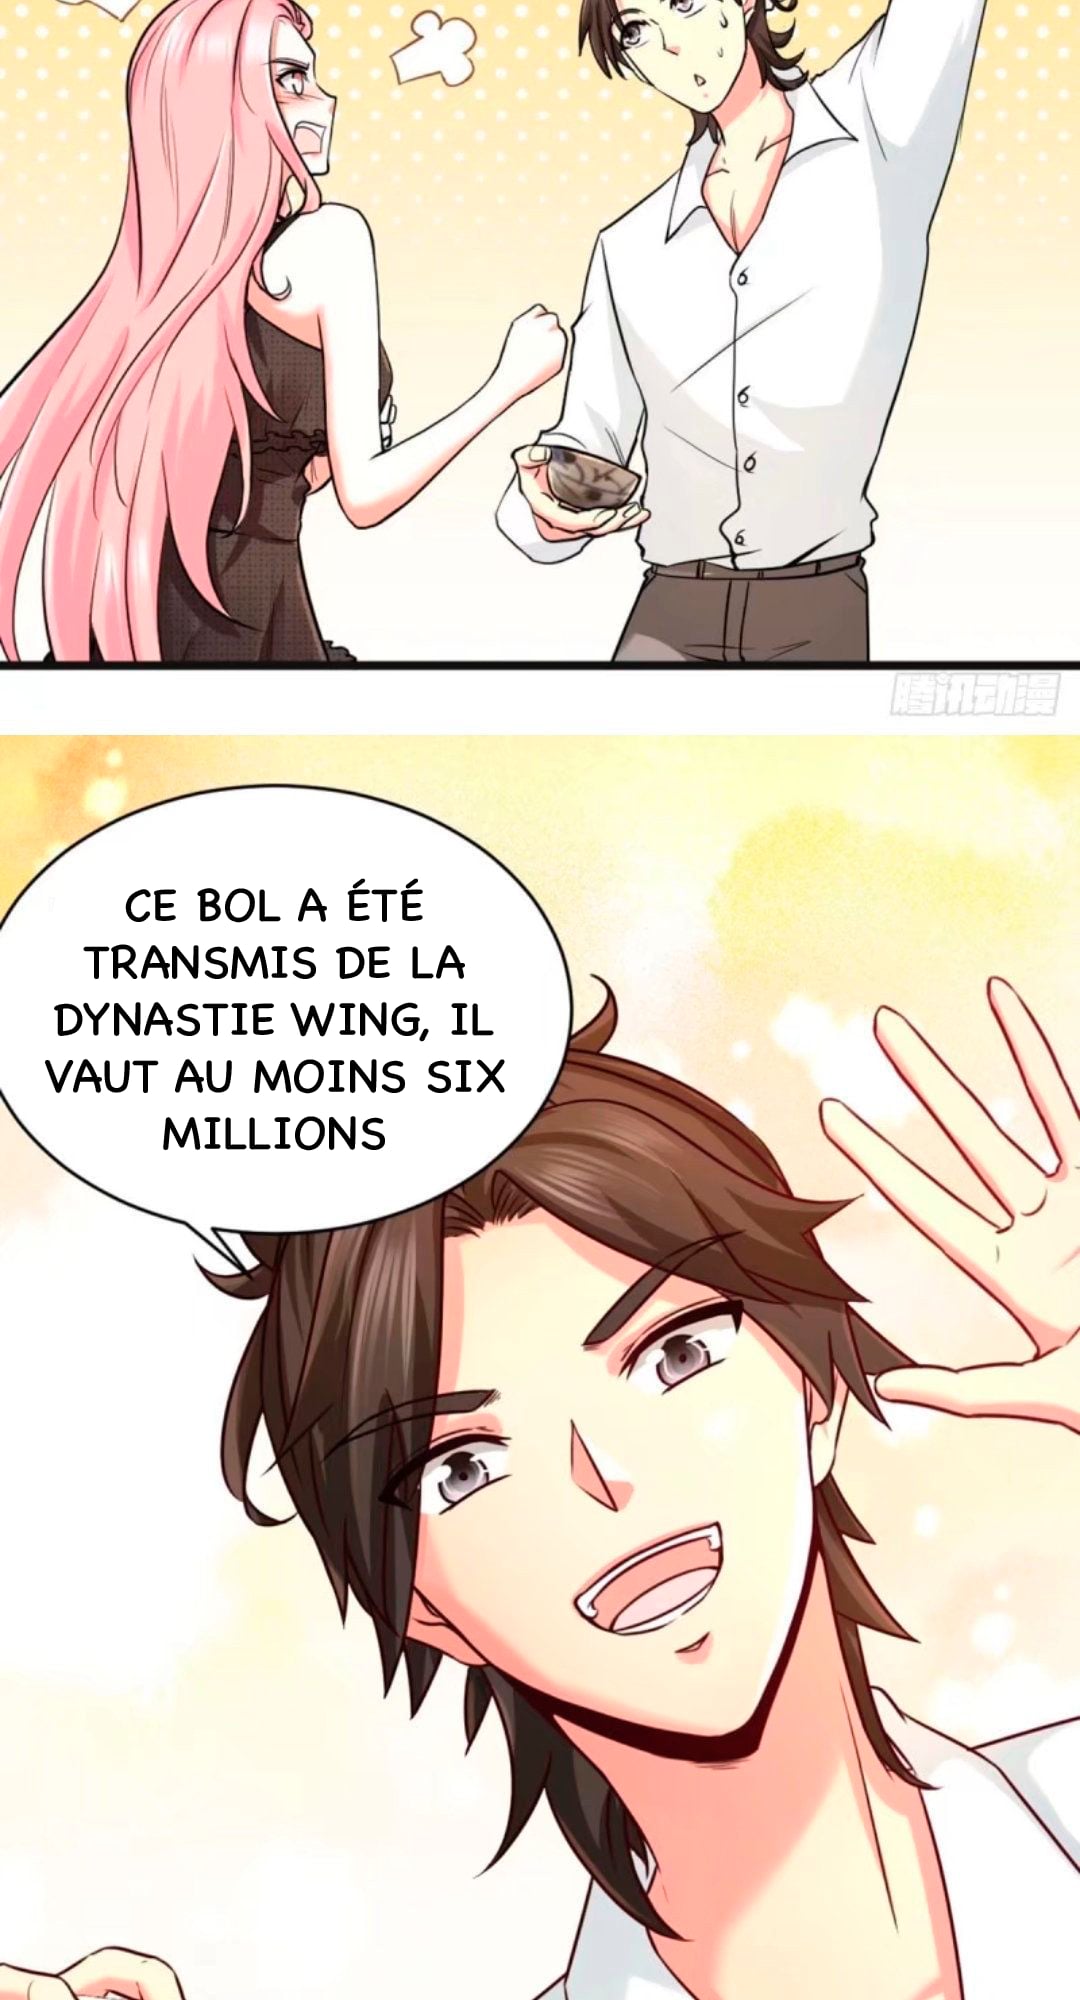 腾讯动漫
CE BOL A ÉTÉ
TRANSMIS DE LA
DYNASTIE WING, IL
VAUT AU MOINS SIX
MILLIONS